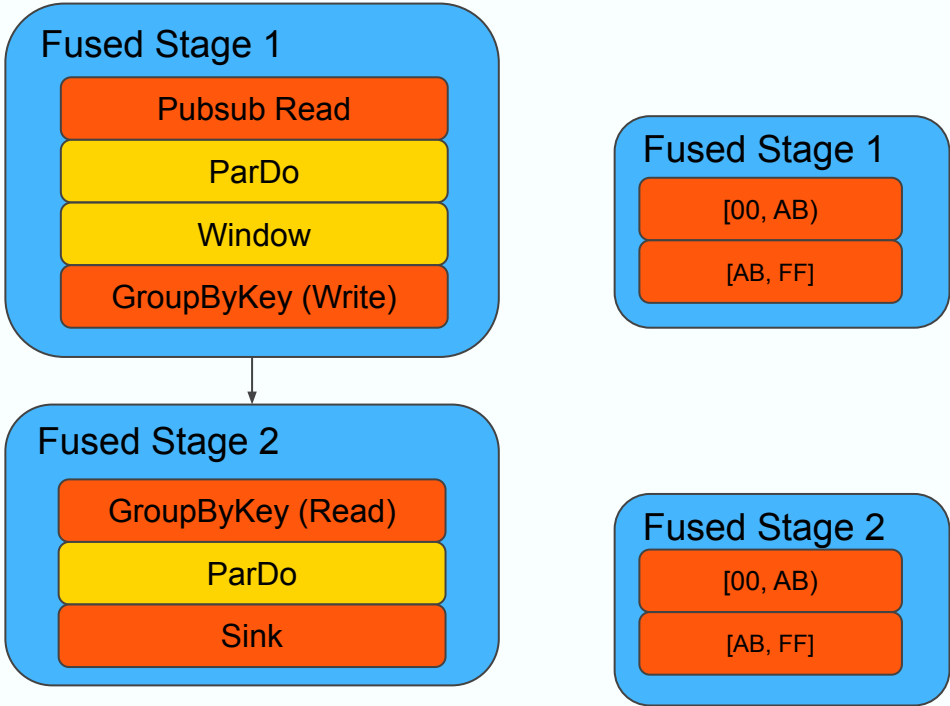 Fused Stage 1
Pubsub Read
ParDo
Window
GroupByKey (Write)
Fused Stage 2
GroupByKey (Read)
ParDo
Sink
Fused Stage 1
[00, AB)
[AB, FF]
Fused Stage 2
[00, AB)
[AB, FF]